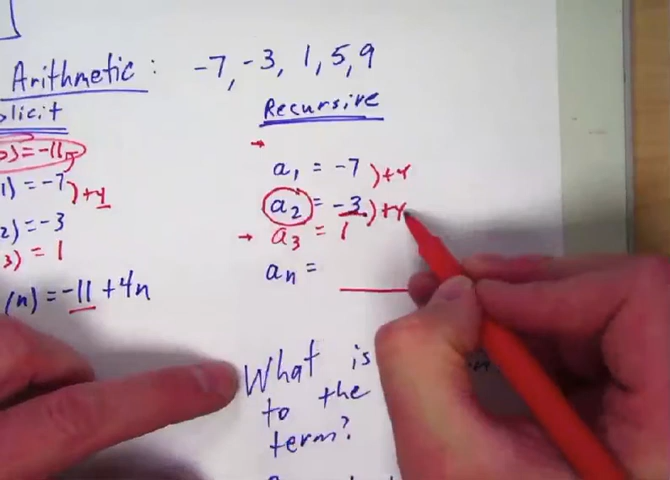 Arithmetic: -7, -3, 1, 5, 9
Recursive
= -11
1) = -7 ) +4
2) = -3
3) = 1
(n) = -11 + 4n
→
a₁ = -7 ) +4
a₂ = -3 ) +4
→ a₃ = 1
aₙ =
What is
to the
term?